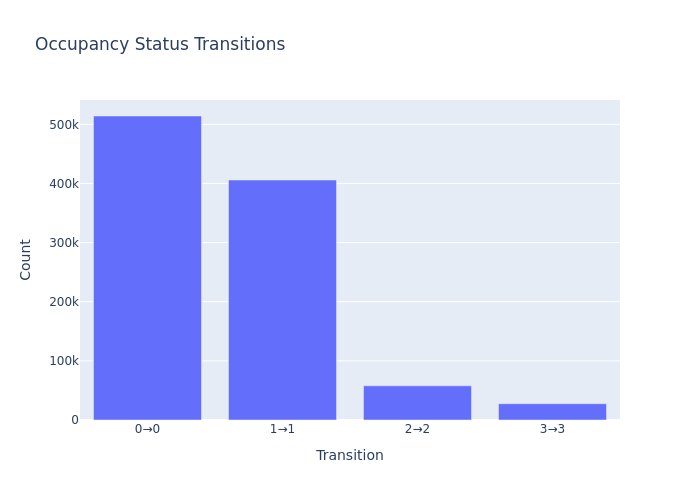 Occupancy Status Transitions
500k
400k
300k
200k
100k
0
Count
0→0
1→1
2→2
3→3
Transition